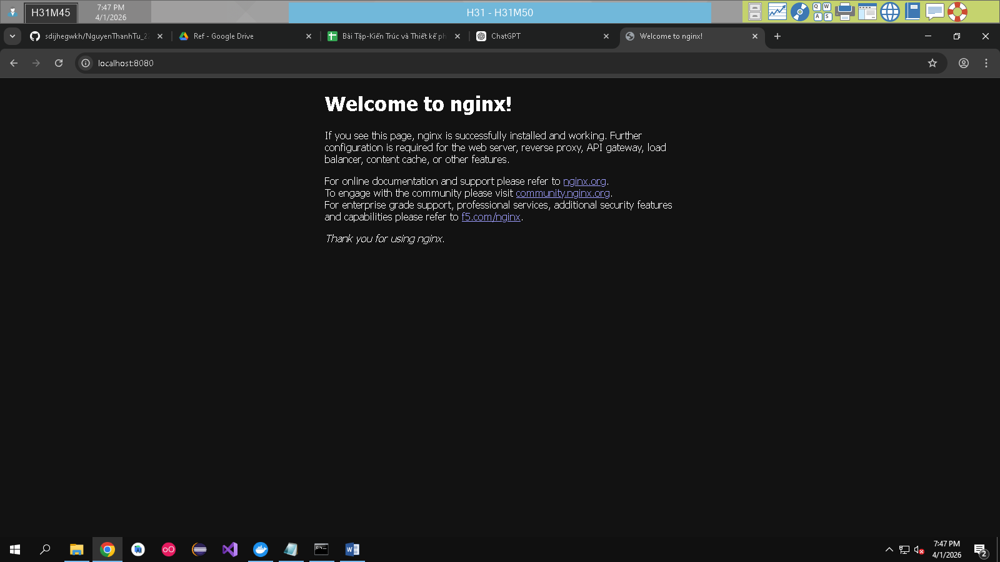 H31M45
7:47 PM
4/1/2026
H31 - H31M50
Q W
A S
sdijhegwkh/NguyenThanhTu_2
Ref - Google Drive
Bài Tập-Kiến Trúc và Thiết kế ph
ChatGPT
Welcome to nginx!
localhost:8080
Welcome to nginx!
If you see this page, nginx is successfully installed and working. Further
configuration is required for the web server, reverse proxy, API gateway, load
balancer, content cache, or other features.
For online documentation and support please refer to nginx.org.
To engage with the community please visit community.nginx.org.
For enterprise grade support, professional services, additional security features
and capabilities please refer to f5.com/nginx.
Thank you for using nginx.
7:47 PM
4/1/2026
2